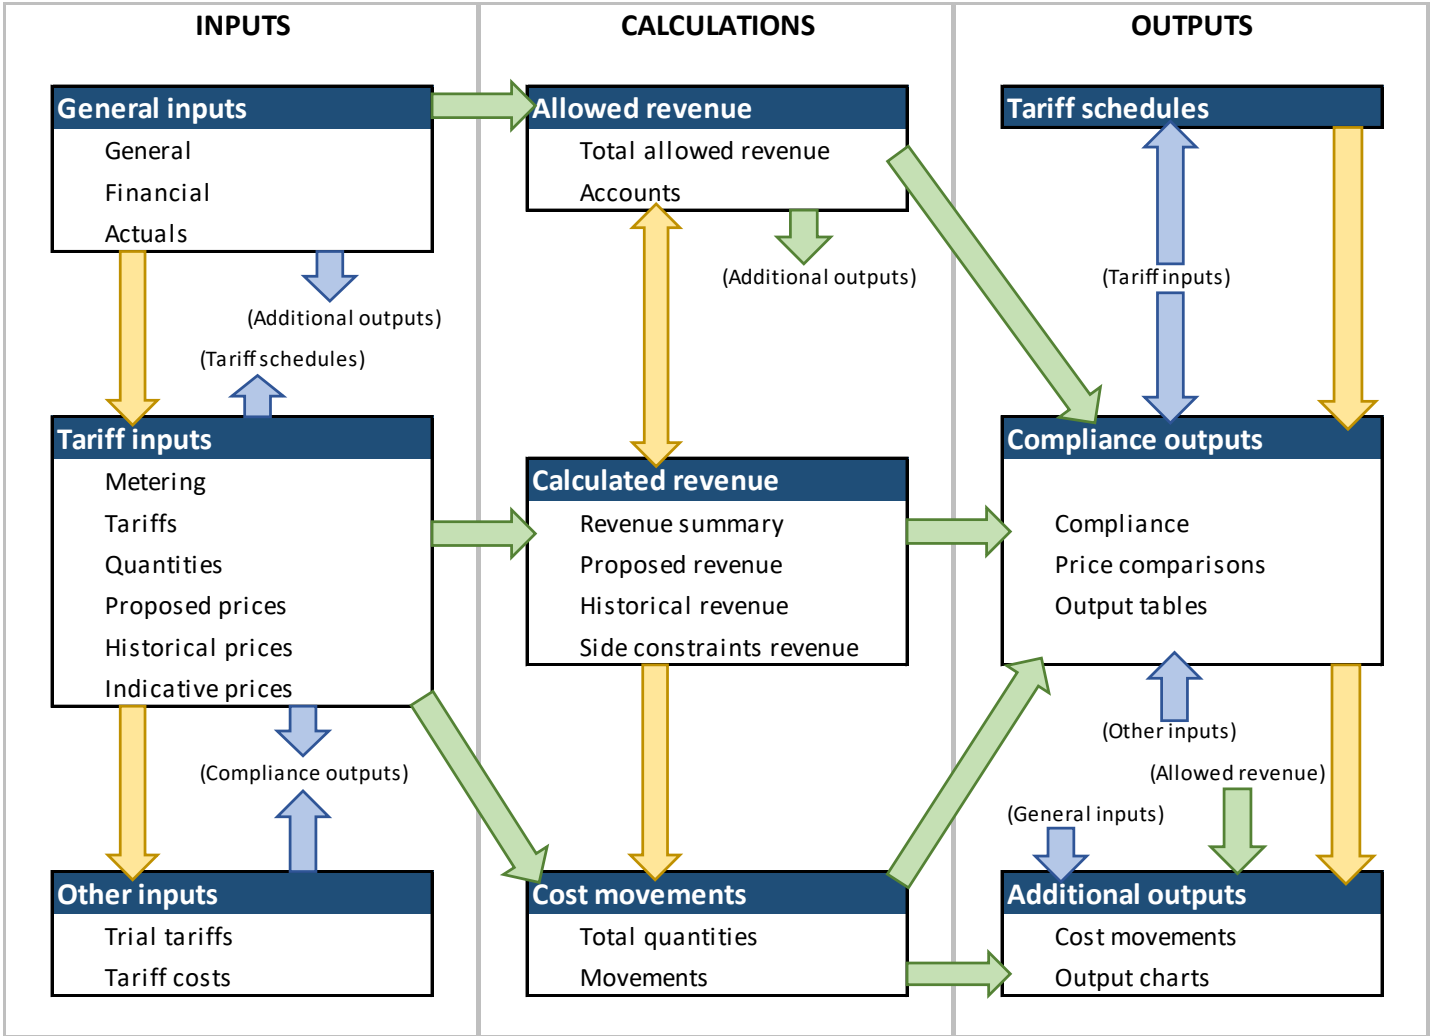 INPUTS
General inputs
General
Financial
Actuals
(Additional outputs)
(Tariff schedules)
Tariff inputs
Metering
Tariffs
Quantities
Proposed prices
Historical prices
Indicative prices
(Compliance outputs)
Other inputs
Trial tariffs
Tariff costs
CALCULATIONS
Allowed revenue
Total allowed revenue
Accounts
(Additional outputs)
Calculated revenue
Revenue summary
Proposed revenue
Historical revenue
Side constraints revenue
Cost movements
Total quantities
Movements
OUTPUTS
Tariff schedules
(Tariff inputs)
Compliance outputs
Compliance
Price comparisons
Output tables
(Other inputs)
(Allowed revenue)
(General inputs)
Additional outputs
Cost movements
Output charts